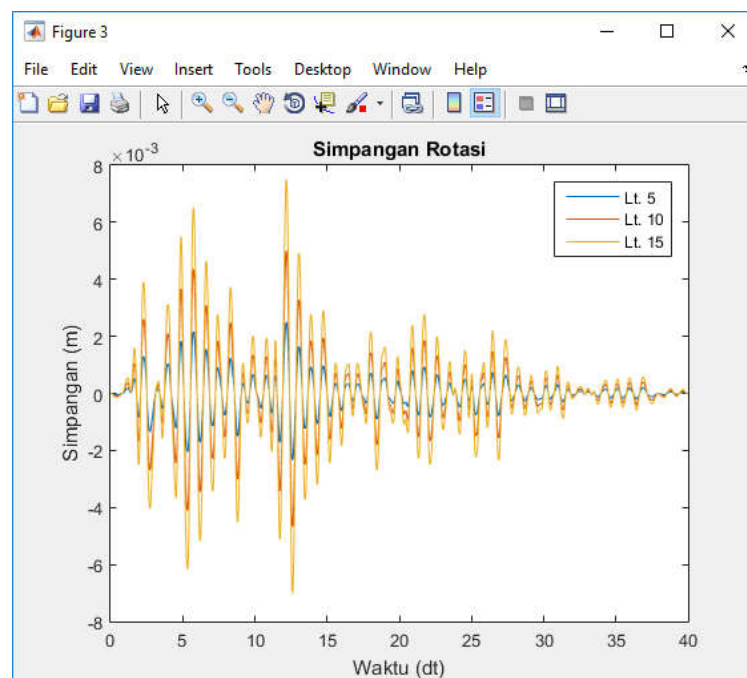 Figure 3
File Edit View Insert Tools Desktop Window Help
×10⁻³
Simpangan Rotasi
8
6
4
2
0
-2
-4
-6
-8
Simpangan (m)
Lt. 5
Lt. 10
Lt. 15
0 5 10 15 20 25 30 35 40
Waktu (dt)